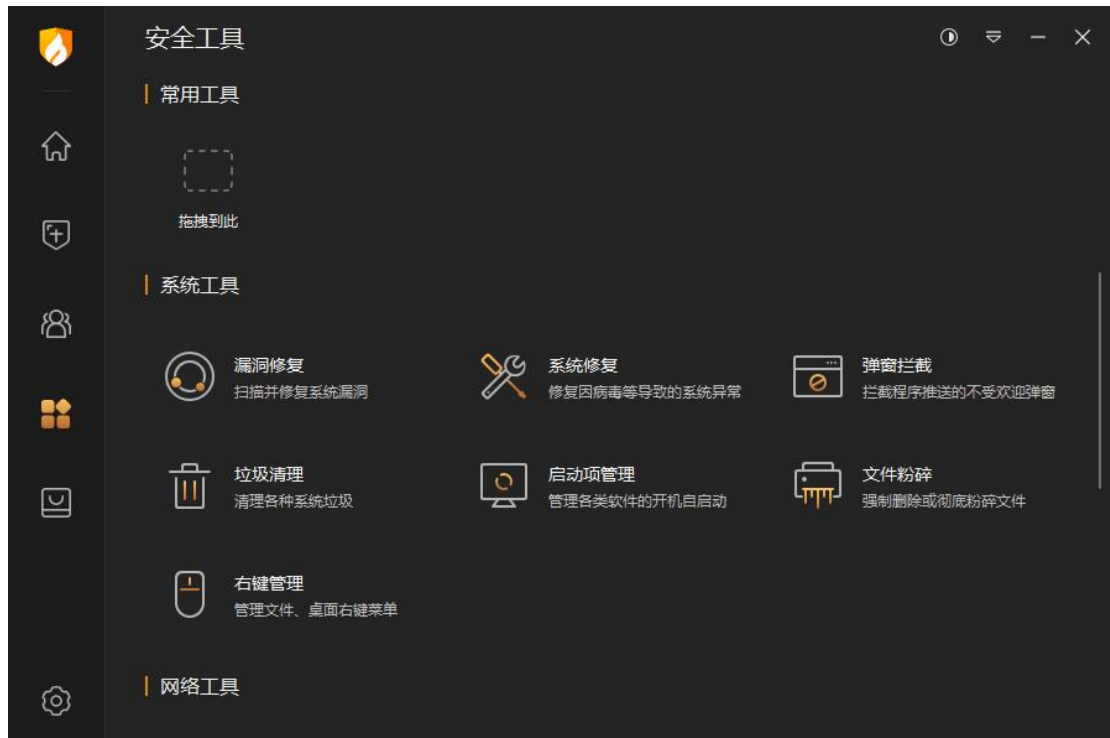 安全工具
常用工具
拖拽到此
系统工具
漏洞修复
扫描并修复系统漏洞
系统修复
修复因病毒等导致的系统异常
弹窗拦截
拦截程序推送的不受欢迎弹窗
垃圾清理
清理各种系统垃圾
启动项管理
管理各类软件的开机自启动
文件粉碎
强制删除或彻底粉碎文件
右键管理
管理文件、桌面右键菜单
网络工具